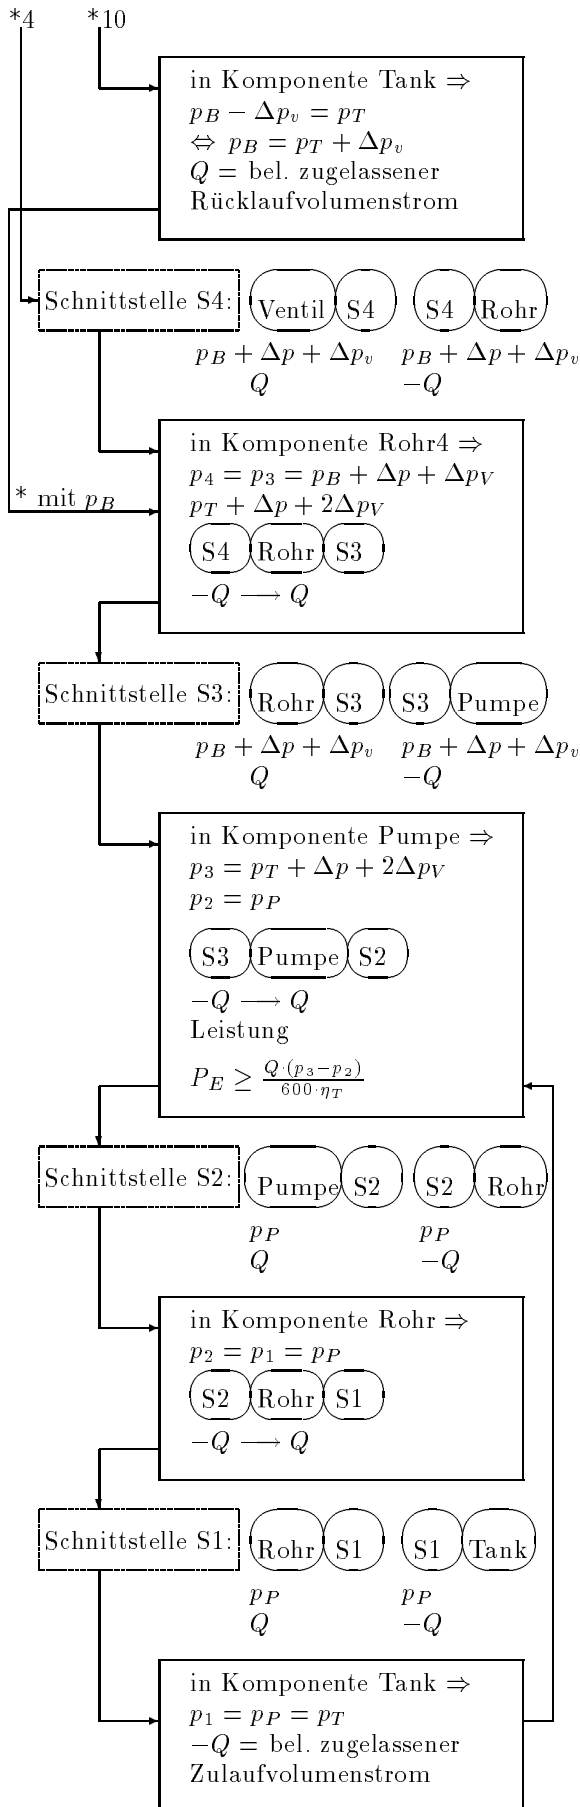 *4 *10
in Komponente Tank ⇒
p_B − Δp_v = p_T
⇔ p_B = p_T + Δp_v
Q = bel. zugelassener
Rücklaufvolumenstrom
Schnittstelle S4: Ventil S4 S4 Rohr
p_B + Δp + Δp_v p_B + Δp + Δp_v
Q −Q
in Komponente Rohr4 ⇒
p_4 = p_3 = p_B + Δp + Δp_V
* mit p_B p_T + Δp + 2Δp_V
S4 Rohr S3
−Q ⟶ Q
Schnittstelle S3: Rohr S3 S3 Pumpe
p_B + Δp + Δp_v p_B + Δp + Δp_v
Q −Q
in Komponente Pumpe ⇒
p_3 = p_T + Δp + 2Δp_V
p_2 = p_P
S3 Pumpe S2
−Q ⟶ Q
Leistung
P_E ≥ Q·(p_3−p_2) / 600·η_T
Schnittstelle S2: Pumpe S2 S2 Rohr
p_P p_P
Q −Q
in Komponente Rohr ⇒
p_2 = p_1 = p_P
S2 Rohr S1
−Q ⟶ Q
Schnittstelle S1: Rohr S1 S1 Tank
p_P p_P
Q −Q
in Komponente Tank ⇒
p_1 = p_P = p_T
−Q = bel. zugelassener
Zulaufvolumenstrom